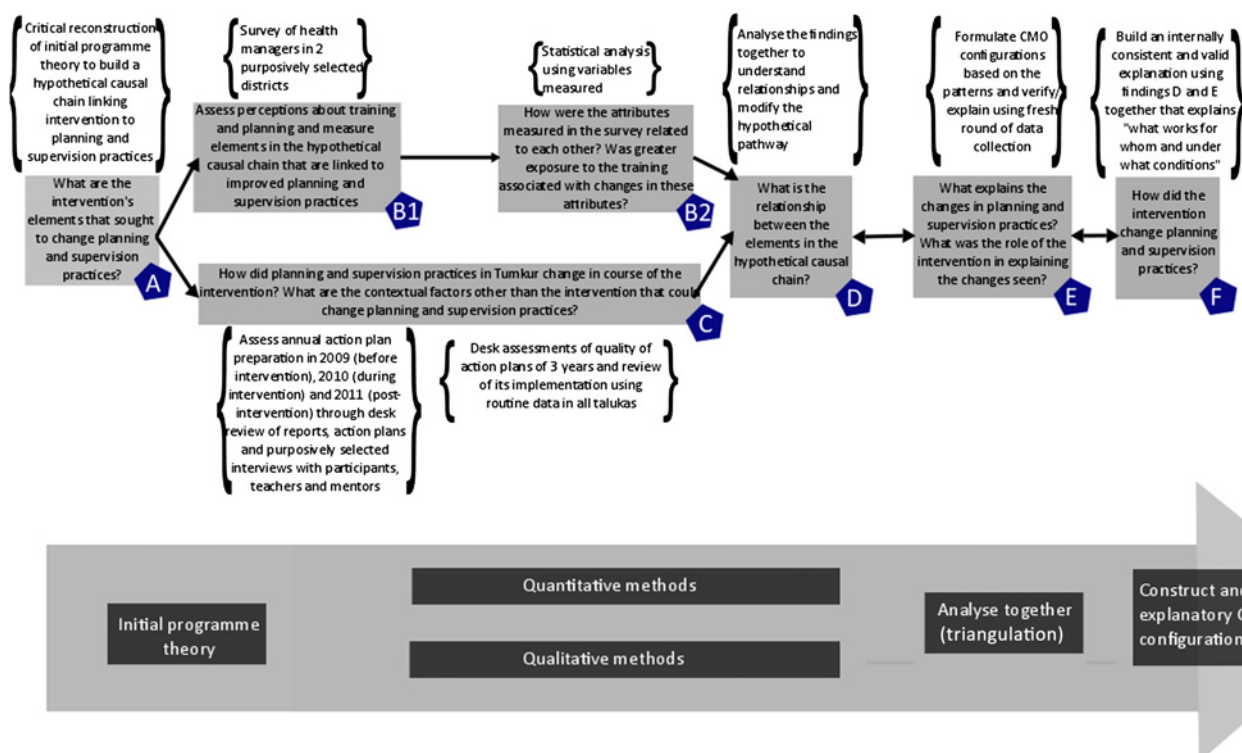 Critical reconstruction
of initial programme
theory to build a
hypothetical causal
chain linking
intervention to
planning and
supervision practices
What are the
intervention's
elements that sought
to change planning
and supervision
practices?
A
Survey of health
managers in 2
purposively selected
districts
Assess perceptions about training
and planning and measure
elements in the hypothetical
causal chain that are linked to
improved planning and
supervision practices
B1
Statistical analysis
using variables
measured
How were the attributes
measured in the survey related
to each other? Was greater
exposure to the training
associated with changes in these
attributes?
B2
How did planning and supervision practices in Tumkur change in course of the
intervention? What are the contextual factors other than the intervention that could
change planning and supervision practices?
C
Assess annual action plan
preparation in 2009 (before
intervention), 2010 (during
intervention) and 2011 (post-
intervention) through desk
review of reports, action plans
and purposively selected
interviews with participants,
teachers and mentors
Desk assessments of quality of
action plans of 3 years and review
of its implementation using
routine data in all talukas
Analyse the findings
together to
understand
relationships and
modify the
hypothetical
pathway
What is the
relationship
between the
elements in the
hypothetical causal
chain?
D
Formulate CMO
configurations
based on the
patterns and verify/
explain using fresh
round of data
collection
What explains the
changes in planning and
supervision practices?
What was the role of the
intervention in explaining
the changes seen?
E
Build an internally
consistent and valid
explanation using
findings D and E
together that explains
"what works for
whom and under
what conditions"
How did the
intervention
change planning
and supervision
practices?
F
Initial programme
theory
Quantitative methods
Qualitative methods
Analyse together
(triangulation)
Construct and
explanatory
configuration